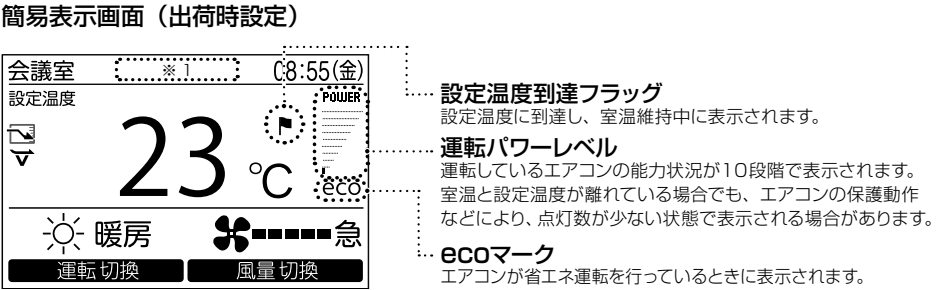 簡易表示画面（出荷時設定）
会議室 ※1 08:55(金)
設定温度
POWER
23℃
eco
暖房 急
運転切換 風量切換
設定温度到達フラッグ
設定温度に到達し、室温維持中に表示されます。
運転パワーレベル
運転しているエアコンの能力状況が10段階で表示されます。
室温と設定温度が離れている場合でも、エアコンの保護動作
などにより、点灯数が少ない状態で表示される場合があります。
ecoマーク
エアコンが省エネ運転を行っているときに表示されます。